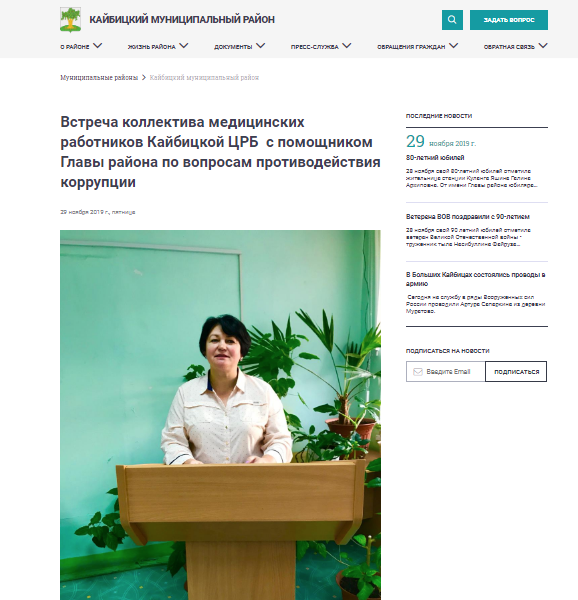 КАЙБИЦКИЙ МУНИЦИПАЛЬНЫЙ РАЙОН
ЗАДАТЬ ВОПРОС
О РАЙОНЕ
ЖИЗНЬ РАЙОНА
ДОКУМЕНТЫ
ПРЕСС-СЛУЖБА
ОБРАЩЕНИЯ ГРАЖДАН
ОБРАТНАЯ СВЯЗЬ
Муниципальные районы > Кайбицкий муниципальный район
Встреча коллектива медицинских
работников Кайбицкой ЦРБ с помощником
Главы района по вопросам противодействия
коррупции
29 ноября 2019 г., пятница
ПОСЛЕДНИЕ НОВОСТИ
29 ноября 2019 г.
80-летний юбилей
28 ноября свой 80-летний юбилей отметила
жительница станции Куланга Яшина Галина
Архиповна. От имени Главы района юбиляра...
Ветерана ВОВ поздравили с 90-летием
28 ноября свой 90 летний юбилей отметила
ветеран Великой Отечественной войны -
труженник тыла Насибуллина Файруза...
В Больших Кайбицах состоялись проводы в
армию
Сегодня на службу в ряды Вооруженных сил
России проводили Артура Сапаркина из деревни
Муратово.
ПОДПИСАТЬСЯ НА НОВОСТИ
Введите Email
ПОДПИСАТЬСЯ